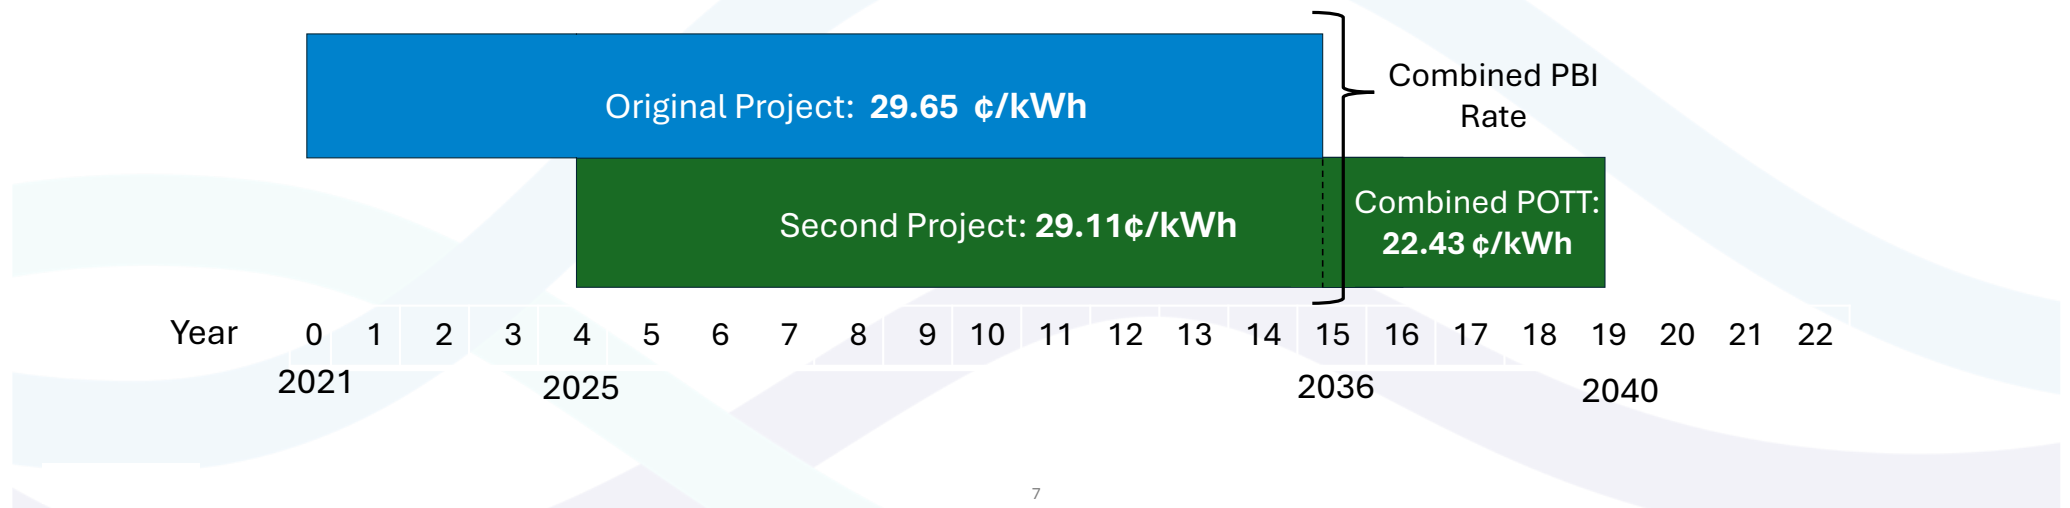 Original Project: 29.65 ¢/kWh
Combined PBI
Rate
Second Project: 29.11¢/kWh
Combined POTT:
22.43 ¢/kWh
Year 0 1 2 3 4 5 6 7 8 9 10 11 12 13 14 15 16 17 18 19 20 21 22
2021 2025 2036 2040
7